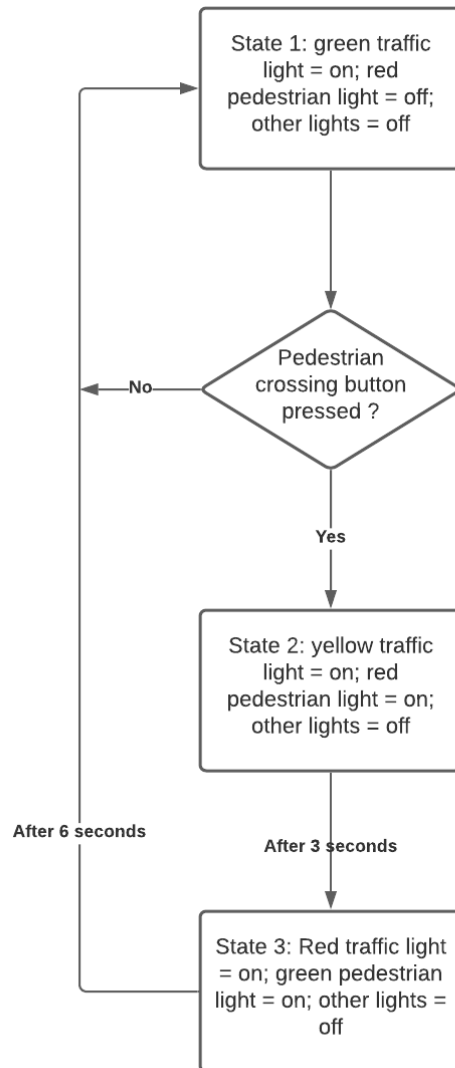 State 1: green traffic
light = on; red
pedestrian light = off;
other lights = off
Pedestrian
crossing button
pressed ?
No
Yes
State 2: yellow traffic
light = on; red
pedestrian light = on;
other lights = off
After 6 seconds
After 3 seconds
State 3: Red traffic light
= on; green pedestrian
light = on; other lights =
off